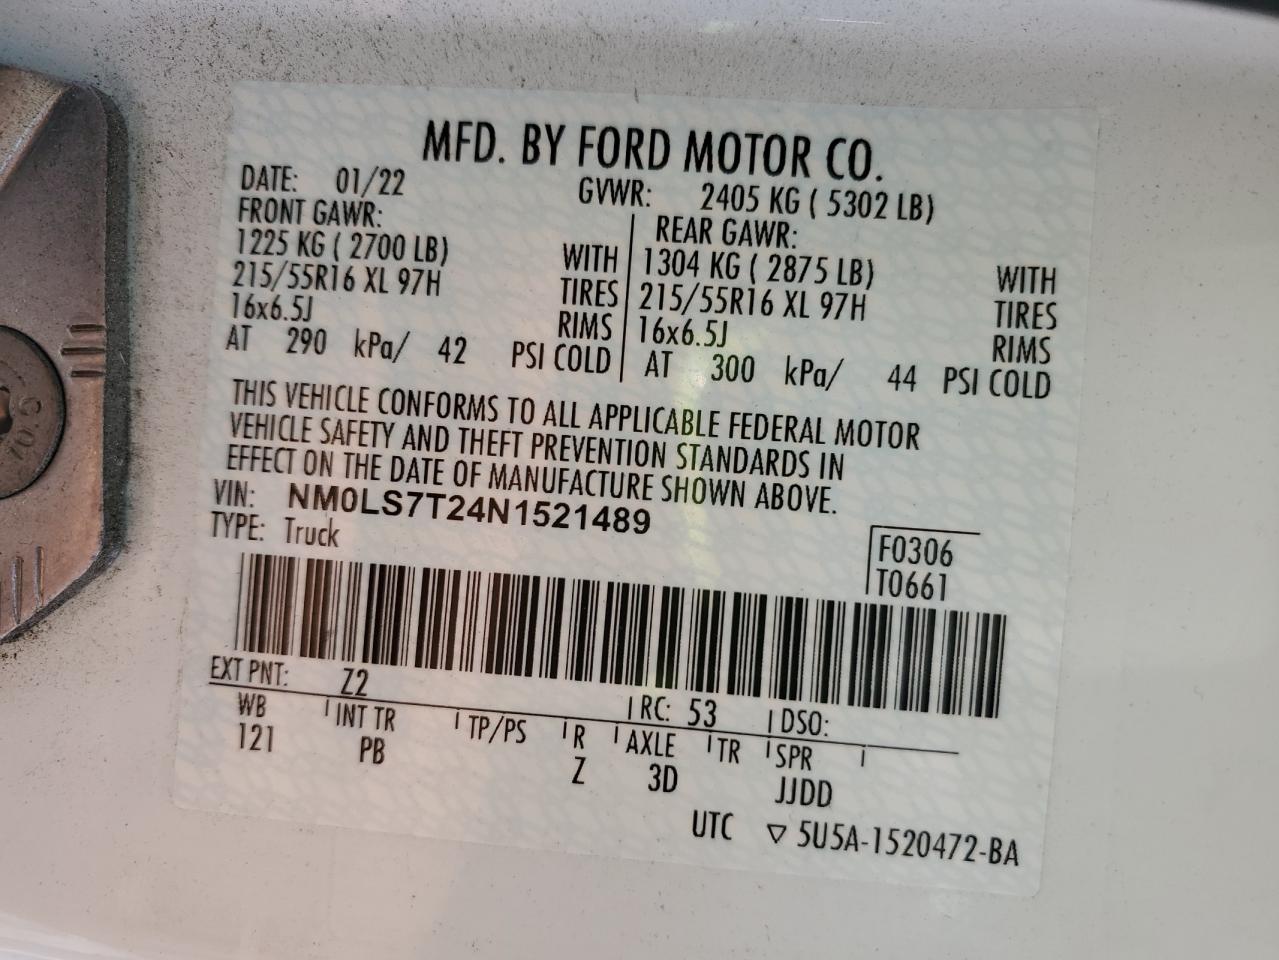 MFD. BY FORD MOTOR CO.
DATE: 01/22 GVWR: 2405 KG ( 5302 LB)
FRONT GAWR: REAR GAWR:
1225 KG ( 2700 LB) WITH 1304 KG ( 2875 LB) WITH
215/55R16 XL 97H TIRES 215/55R16 XL 97H TIRES
16x6.5J RIMS 16x6.5J RIMS
AT 290 kPa/ 42 PSI COLD AT 300 kPa/ 44 PSI COLD
THIS VEHICLE CONFORMS TO ALL APPLICABLE FEDERAL MOTOR
VEHICLE SAFETY AND THEFT PREVENTION STANDARDS IN
EFFECT ON THE DATE OF MANUFACTURE SHOWN ABOVE.
VIN: NM0LS7T24N1521489
TYPE: Truck
F0306
T0661
EXT PNT: Z2 RC: 53 DSO:
WB INT TR TP/PS R AXLE TR SPR
121 PB Z 3D JJDD
UTC ▽ 5U5A-1520472-BA